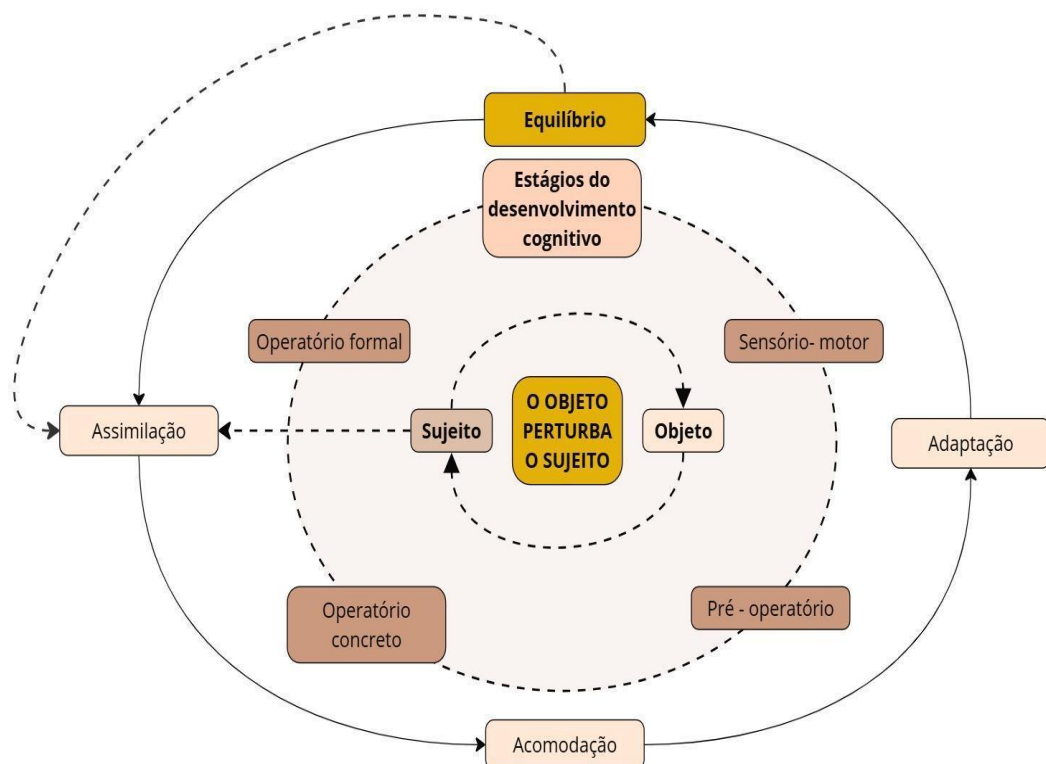 Equilíbrio
Estágios do
desenvolvimento
cognitivo
Operatório formal
Sensório- motor
O OBJETO
PERTURBA
O SUJEITO
Sujeito
Objeto
Assimilação
Adaptação
Operatório
concreto
Pré - operatório
Acomodação